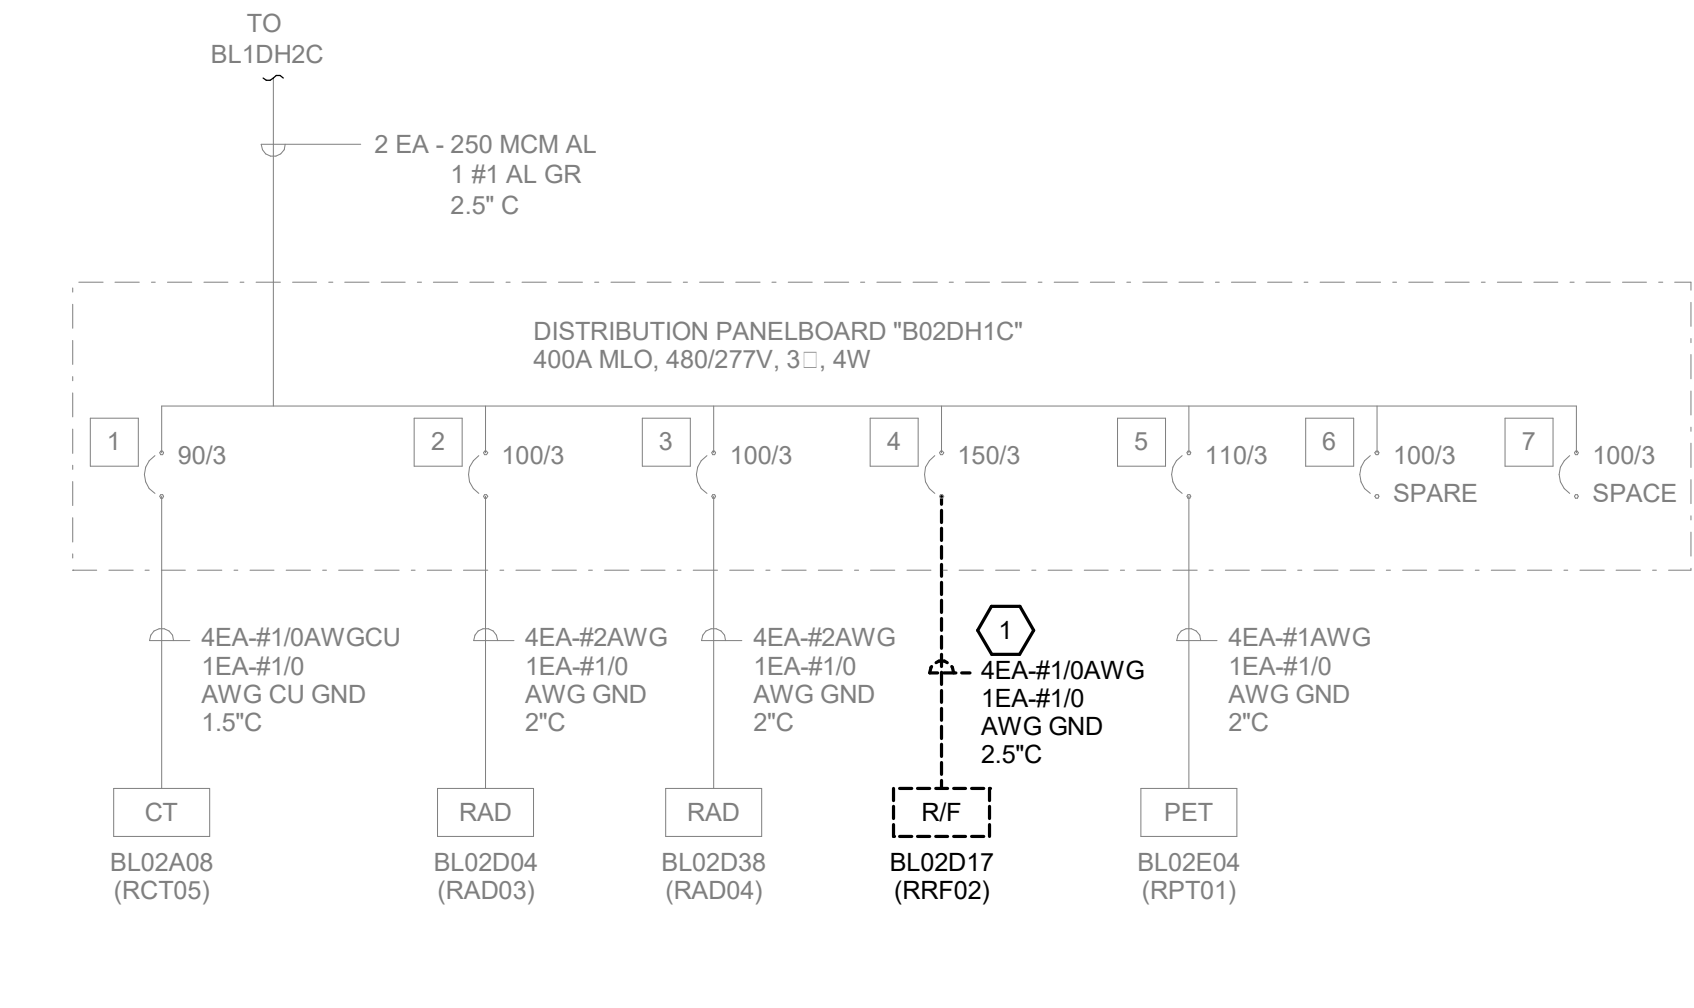 TO
BL1DH2C
2 EA - 250 MCM AL
1 #1 AL GR
2.5" C
DISTRIBUTION PANELBOARD "B02DH1C"
400A MLO, 480/277V, 3□, 4W
1
90/3
2
100/3
3
100/3
4
150/3
5
110/3
6
100/3
SPARE
7
100/3
SPACE
4EA-#1/0AWGCU
1EA-#1/0
AWG CU GND
1.5"C
4EA-#2AWG
1EA-#1/0
AWG GND
2"C
4EA-#2AWG
1EA-#1/0
AWG GND
2"C
1
4EA-#1/0AWG
1EA-#1/0
AWG GND
2.5"C
4EA-#1AWG
1EA-#1/0
AWG GND
2"C
CT
BL02A08
(RCT05)
RAD
BL02D04
(RAD03)
RAD
BL02D38
(RAD04)
R/F
BL02D17
(RRF02)
PET
BL02E04
(RPT01)